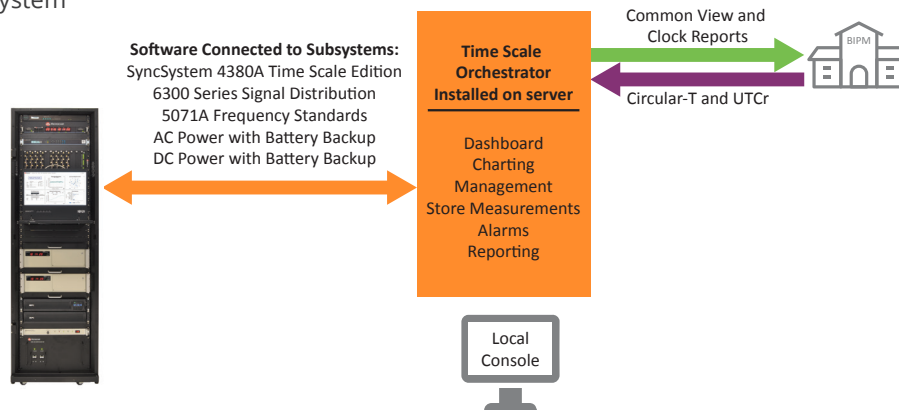 ystem
Software Connected to Subsystems:
SyncSystem 4380A Time Scale Edition
6300 Series Signal Distribution
5071A Frequency Standards
AC Power with Battery Backup
DC Power with Battery Backup
Time Scale
Orchestrator
Installed on server
Dashboard
Charting
Management
Store Measurements
Alarms
Reporting
Common View and
Clock Reports
BIPM
Circular-T and UTCr
Local
Console